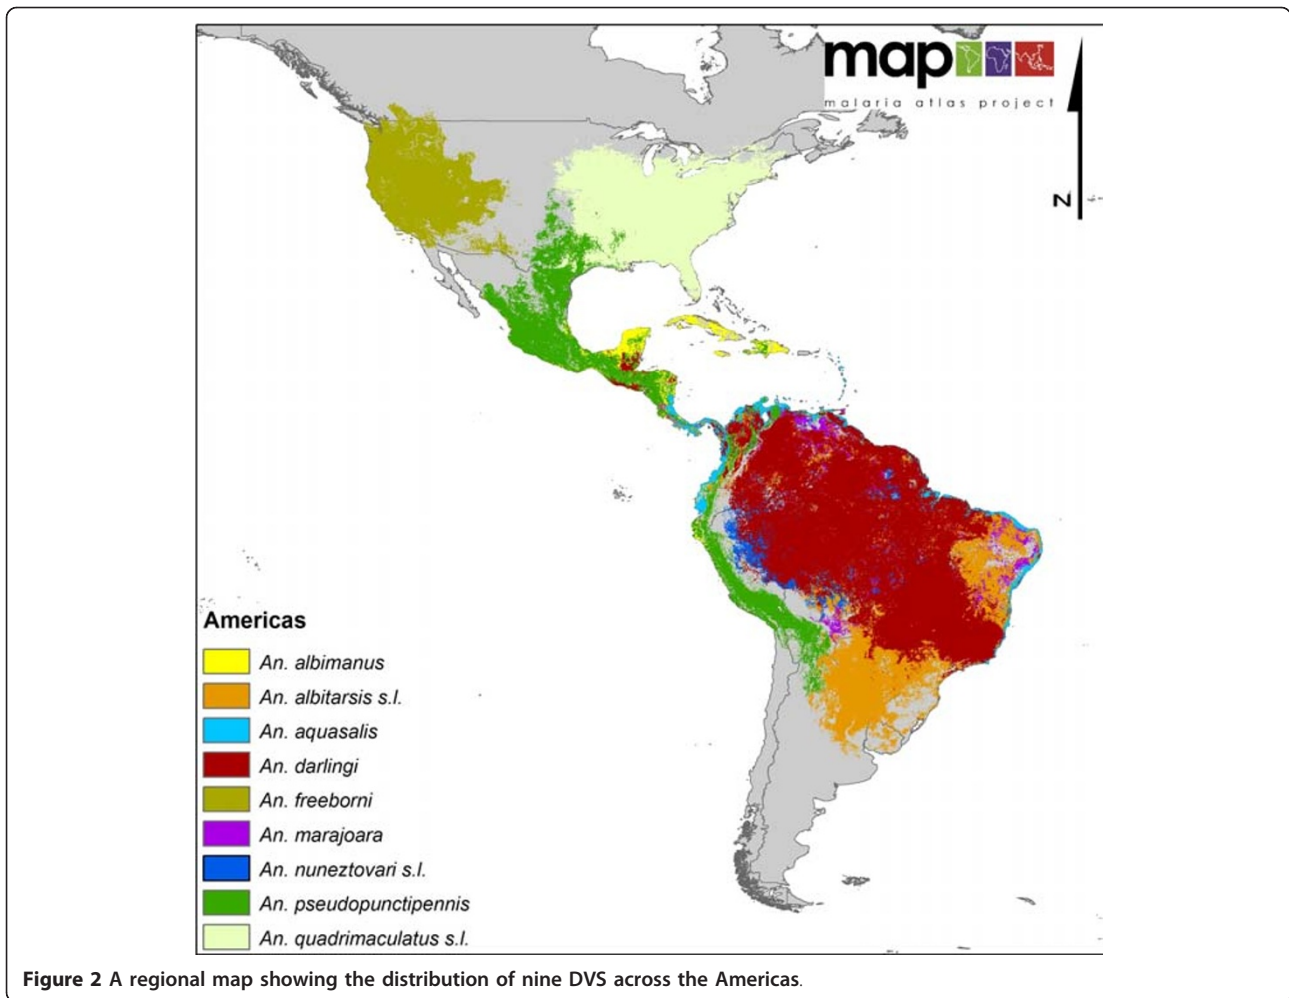 map
malaria atlas project
N
Americas
An. albimanus
An. albitarsis s.l.
An. aquasalis
An. darlingi
An. freeborni
An. marajoara
An. nuneztovari s.l.
An. pseudopunctipennis
An. quadrimaculatus s.l.
Figure 2 A regional map showing the distribution of nine DVS across the Americas.